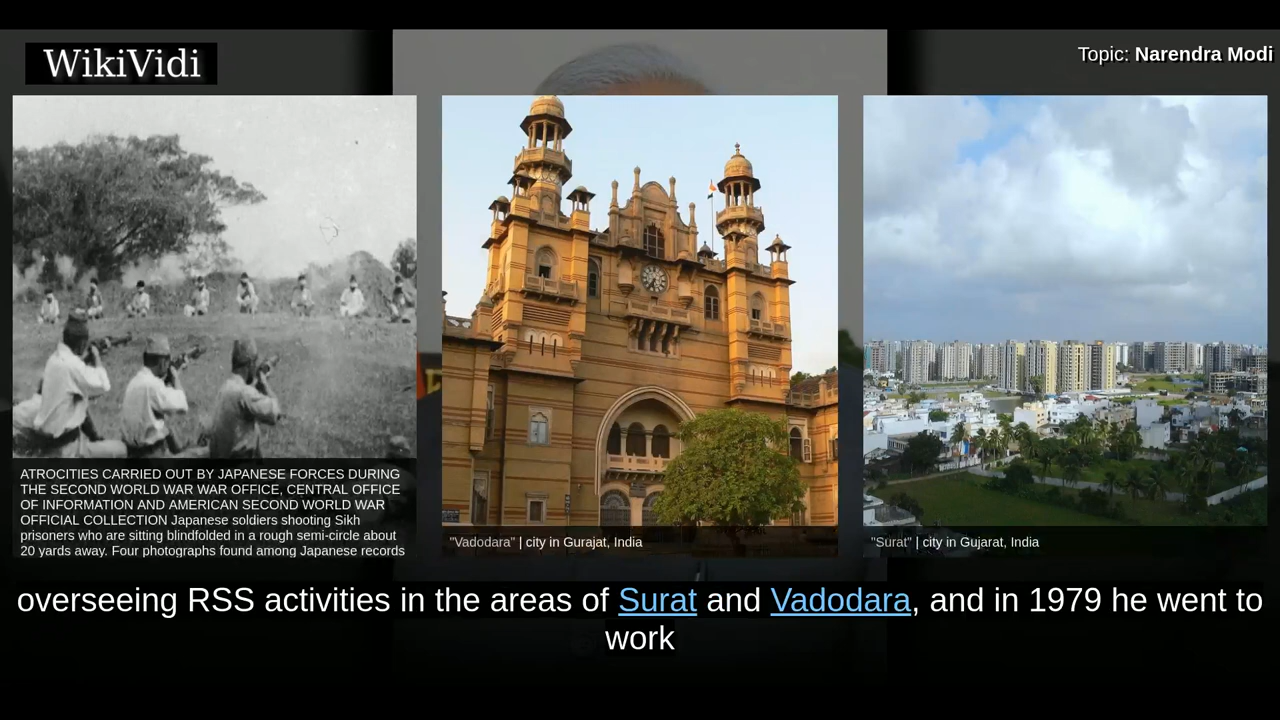 WikiVidi
Topic: Narendra Modi
ATROCITIES CARRIED OUT BY JAPANESE FORCES DURING
THE SECOND WORLD WAR WAR OFFICE, CENTRAL OFFICE
OF INFORMATION AND AMERICAN SECOND WORLD WAR
OFFICIAL COLLECTION Japanese soldiers shooting Sikh
prisoners who are sitting blindfolded in a rough semi-circle about
20 yards away. Four photographs found among Japanese records
"Vadodara" | city in Gurajat, India
"Surat" | city in Gujarat, India
overseeing RSS activities in the areas of Surat and Vadodara, and in 1979 he went to
work